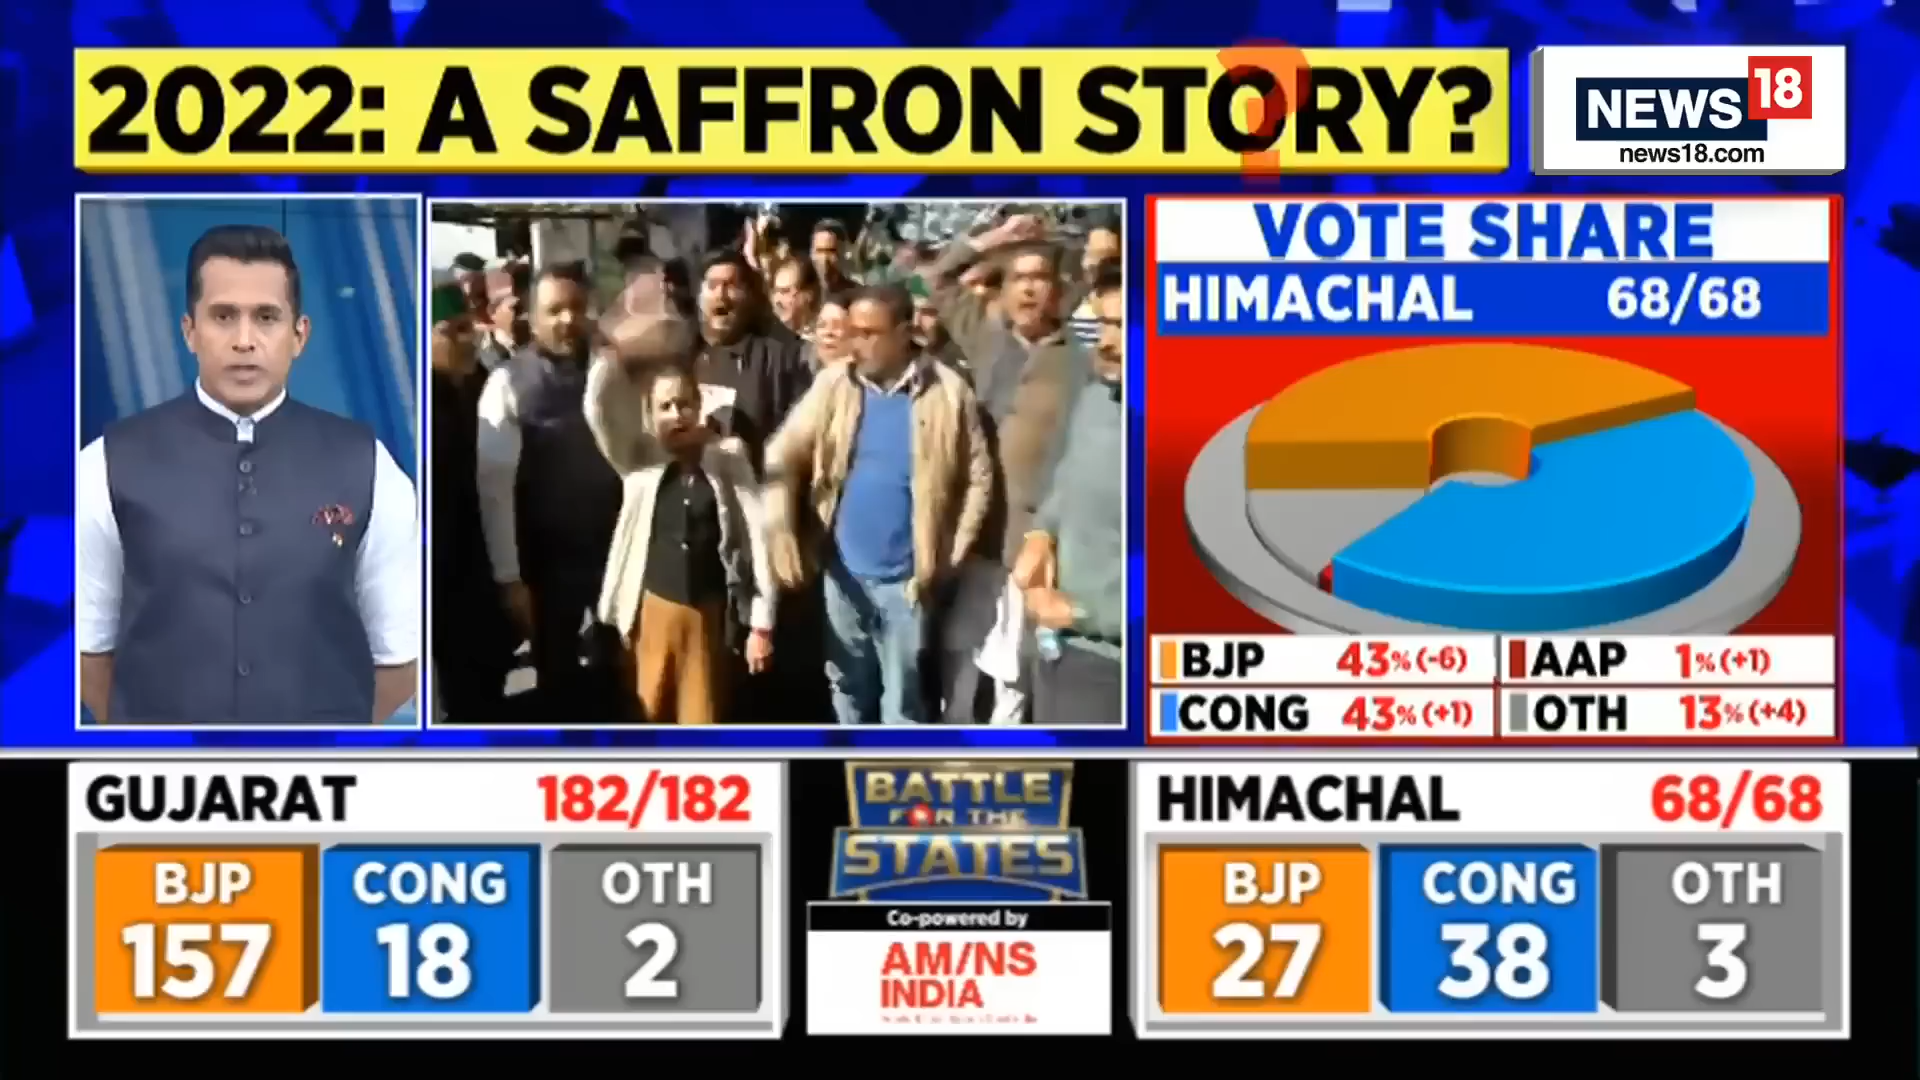 2022: A SAFFRON STORY?
NEWS 18
news18.com
VOTE SHARE
HIMACHAL 68/68
BJP 43% (-6)
AAP 1% (+1)
CONG 43% (+1)
OTH 13% (+4)
GUJARAT 182/182
BJP CONG OTH
157 18 2
BATTLE
FOR THE
STATES
Co-powered by
AM/NS
INDIA
HIMACHAL 68/68
BJP CONG OTH
27 38 3